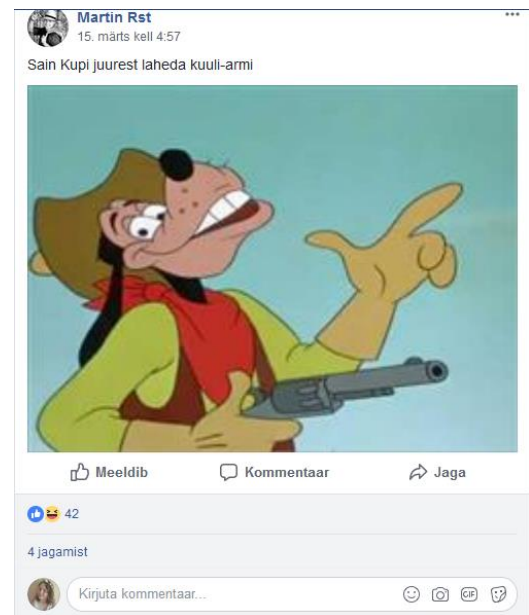 Martin Rst
15. märts kell 4:57
Sain Kupi juurest laheda kuuli-armi
Meeldib
Kommentaar
Jaga
42
4 jagamist
Kirjuta kommentaar...
GIF